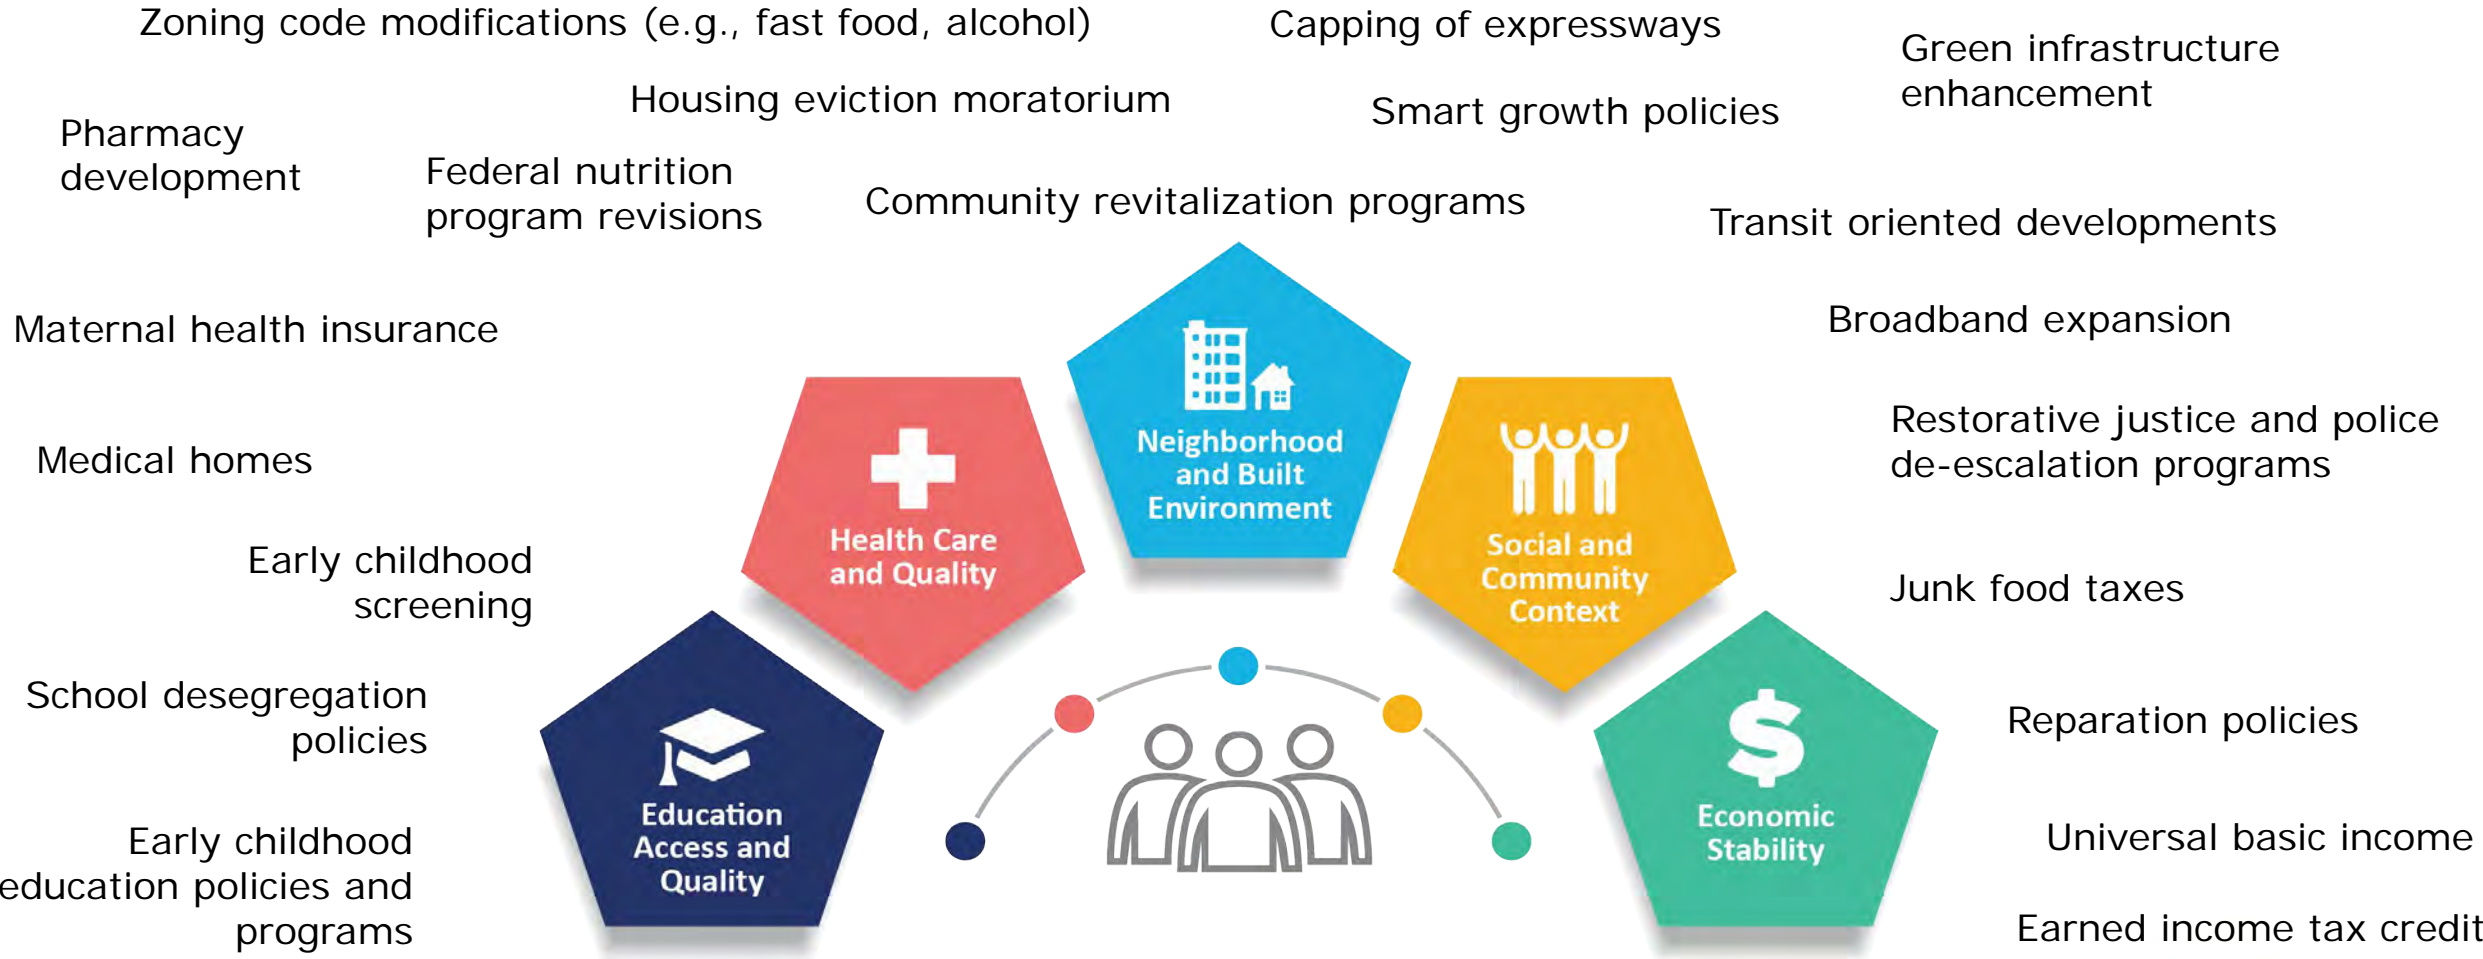 Zoning code modifications (e.g., fast food, alcohol)
Capping of expressways
Green infrastructure
enhancement
Housing eviction moratorium
Smart growth policies
Pharmacy
development
Federal nutrition
program revisions
Community revitalization programs
Transit oriented developments
Maternal health insurance
Broadband expansion
Medical homes
Restorative justice and police
de-escalation programs
Early childhood
screening
Junk food taxes
School desegregation
policies
Reparation policies
Early childhood
education policies and
programs
Universal basic income
Earned income tax credit
Education
Access and
Quality
Health Care
and Quality
Neighborhood
and Built
Environment
Social and
Community
Context
$
Economic
Stability